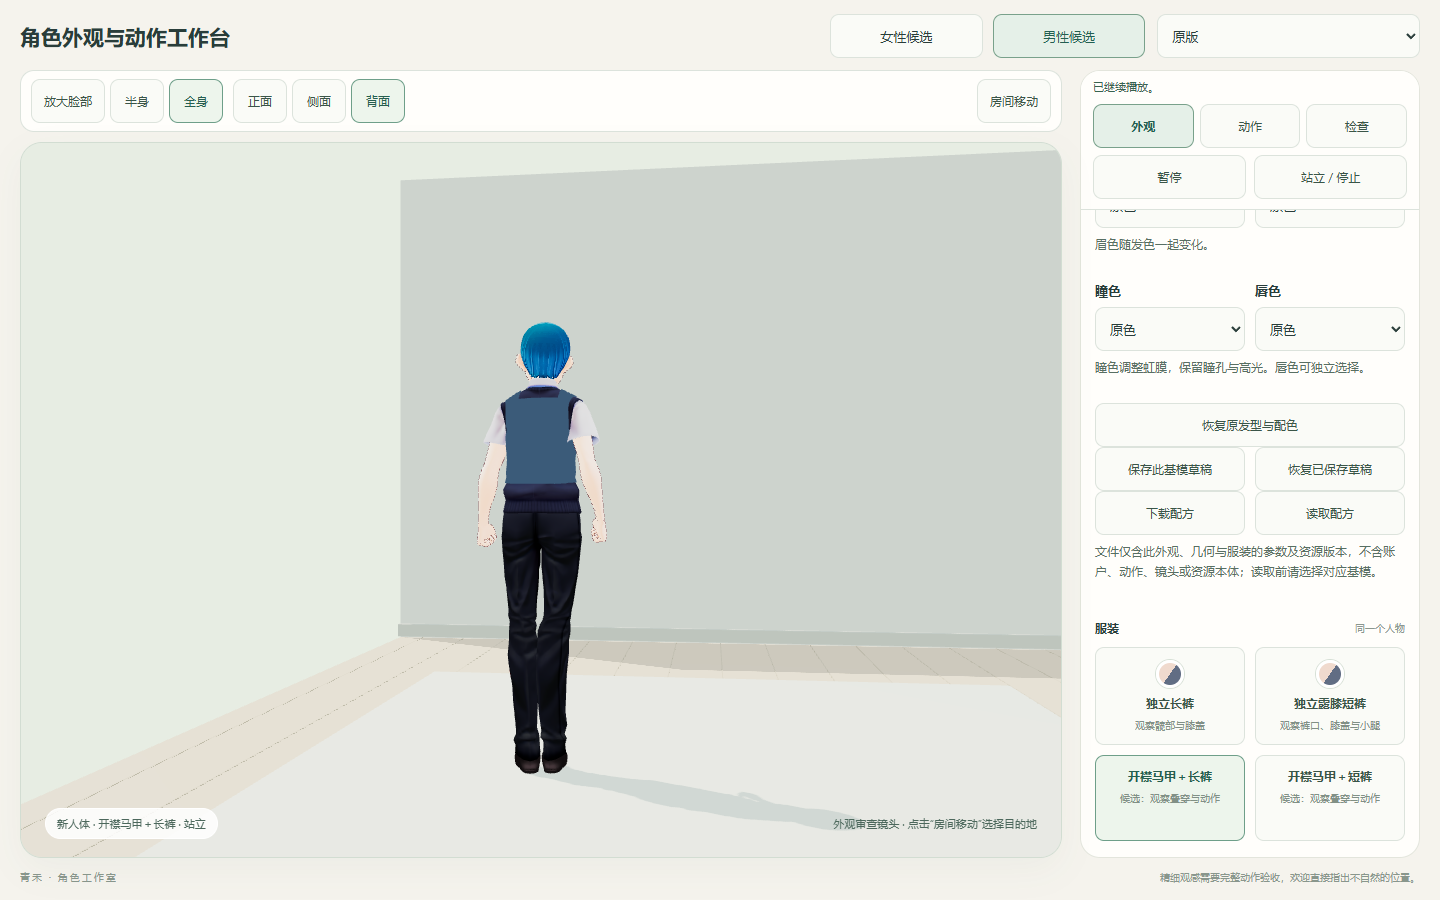 角色外观与动作工作台
女性候选
男性候选
原版
放大脸部
半身
全身
正面
侧面
背面
房间移动
已继续播放。
外观
动作
检查
暂停
站立 / 停止
眉色随发色一起变化。
瞳色
唇色
原色
原色
瞳色调整虹膜，保留瞳孔与高光。唇色可独立选择。
恢复原发型与配色
保存此基模草稿
恢复已保存草稿
下载配方
读取配方
文件仅含此外观、几何与服装的参数及资源版本，不含账
户、动作、镜头或资源本体；读取前请选择对应基模。
服装
同一个人物
独立长裤
观察髋部与膝盖
独立露膝短裤
观察裤口、膝盖与小腿
开襟马甲 + 长裤
候选：观察叠穿与动作
开襟马甲 + 短裤
候选：观察叠穿与动作
新人体 · 开襟马甲 + 长裤 · 站立
外观审查镜头 · 点击“房间移动”选择目的地
青禾 · 角色工作室
精细观感需要完整动作验收，欢迎直接指出不自然的位置。